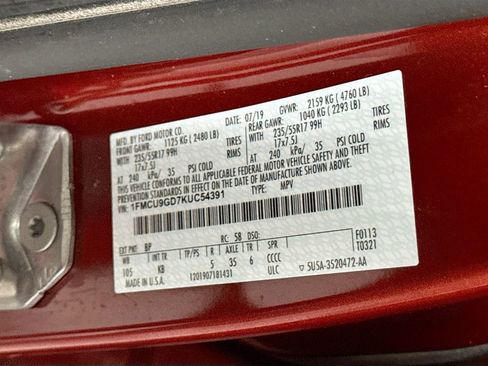 MFD. BY FORD MOTOR CO.
DATE: 07/19 GVWR: 2159 KG ( 4760 LB)
FRONT GAWR: 1125 KG ( 2480 LB) REAR GAWR: 1040 KG ( 2293 LB)
WITH 235/55R17 99H TIRES WITH 235/55R17 99H TIRES
17x7.5J RIMS 17x7.5J RIMS
AT 240 kPa/ 35 PSI COLD AT 240 kPa/ 35 PSI COLD
THIS VEHICLE CONFORMS TO ALL APPLICABLE FEDERAL MOTOR VEHICLE SAFETY AND THEFT
PREVENTION STANDARDS IN EFFECT ON THE DATE OF MANUFACTURE SHOWN ABOVE.
VIN: 1FMCU9GD7KUC54391
TYPE: MPV
EXT PNT: BP RC: 58 DSO: F0113
WB INT TR TP/PS R AXLE TR SPR T0321
105 KB 5 35 6 CCCC
MADE IN U.S.A. 1201907181431 ULC ▽ 5U5A-3520472-AA